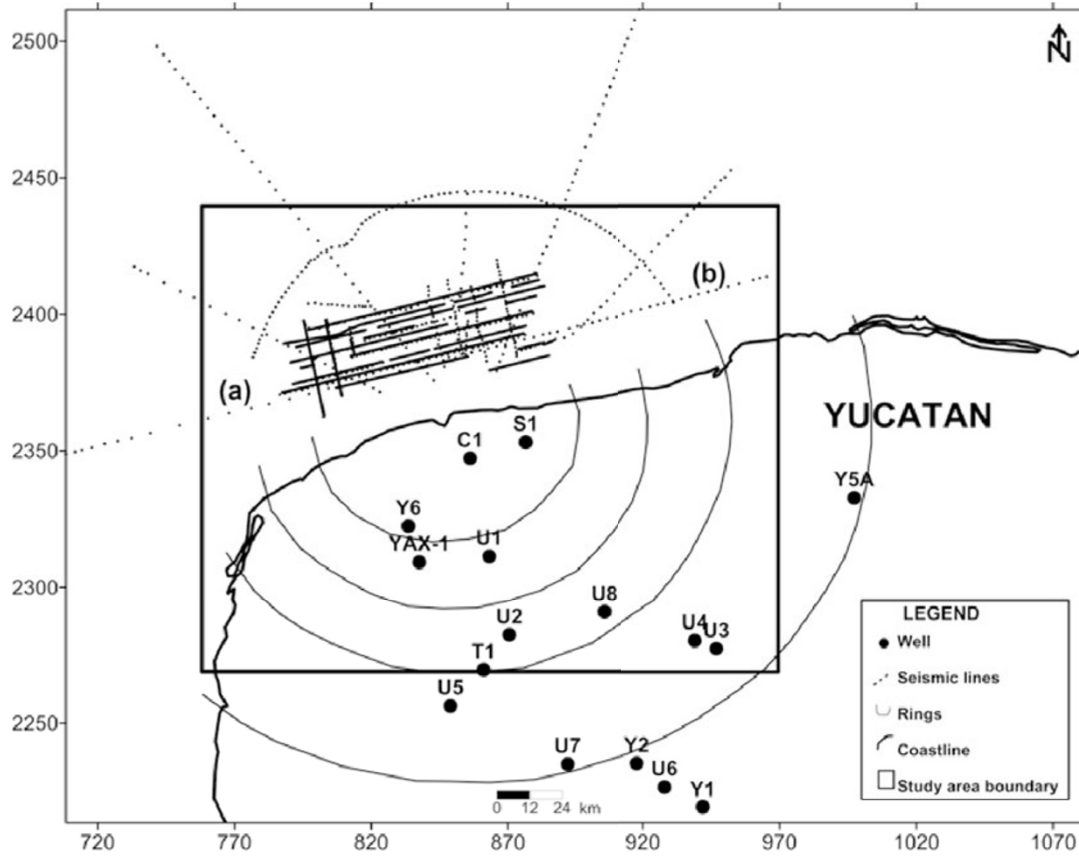 2500
N
2450
2400
(b)
(a)
YUCATAN
S1
C1
2350
Y5A
Y6
YAX-1
U1
2300
U8
U2
U4
U3
T1
LEGEND
Well
Seismic lines
Rings
Coastline
Study area boundary
U5
2250
U7
Y2
U6
Y1
0 12 24 km
720 770 820 870 920 970 1020 1070